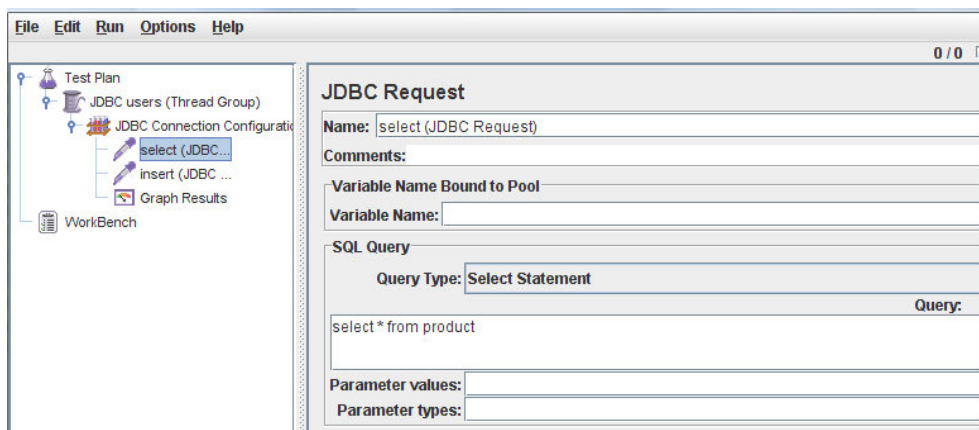 File Edit Run Options Help
0 / 0
Test Plan
JDBC users (Thread Group)
JDBC Connection Configuratio
select (JDBC...
insert (JDBC ...
Graph Results
WorkBench
JDBC Request
Name: select (JDBC Request)
Comments:
Variable Name Bound to Pool
Variable Name:
SQL Query
Query Type: Select Statement
Query:
select * from product
Parameter values:
Parameter types: